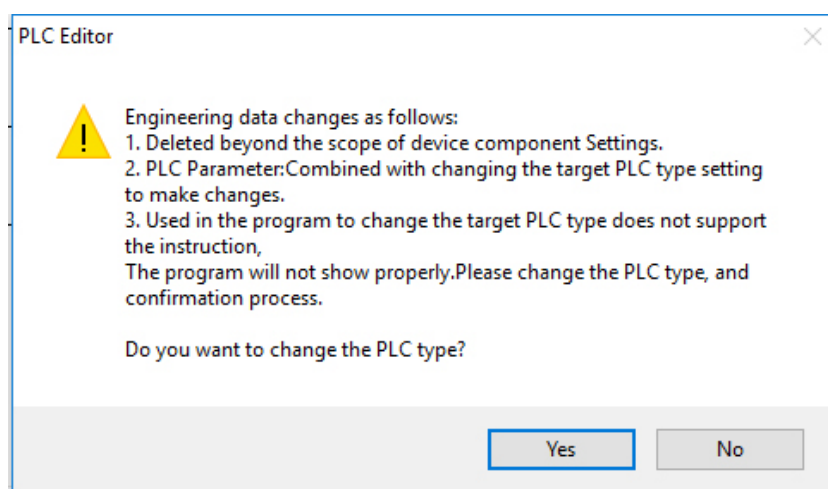 PLC Editor
Engineering data changes as follows:
1. Deleted beyond the scope of device component Settings.
2. PLC Parameter:Combined with changing the target PLC type setting
to make changes.
3. Used in the program to change the target PLC type does not support
the instruction,
The program will not show properly.Please change the PLC type, and
confirmation process.
Do you want to change the PLC type?
Yes
No